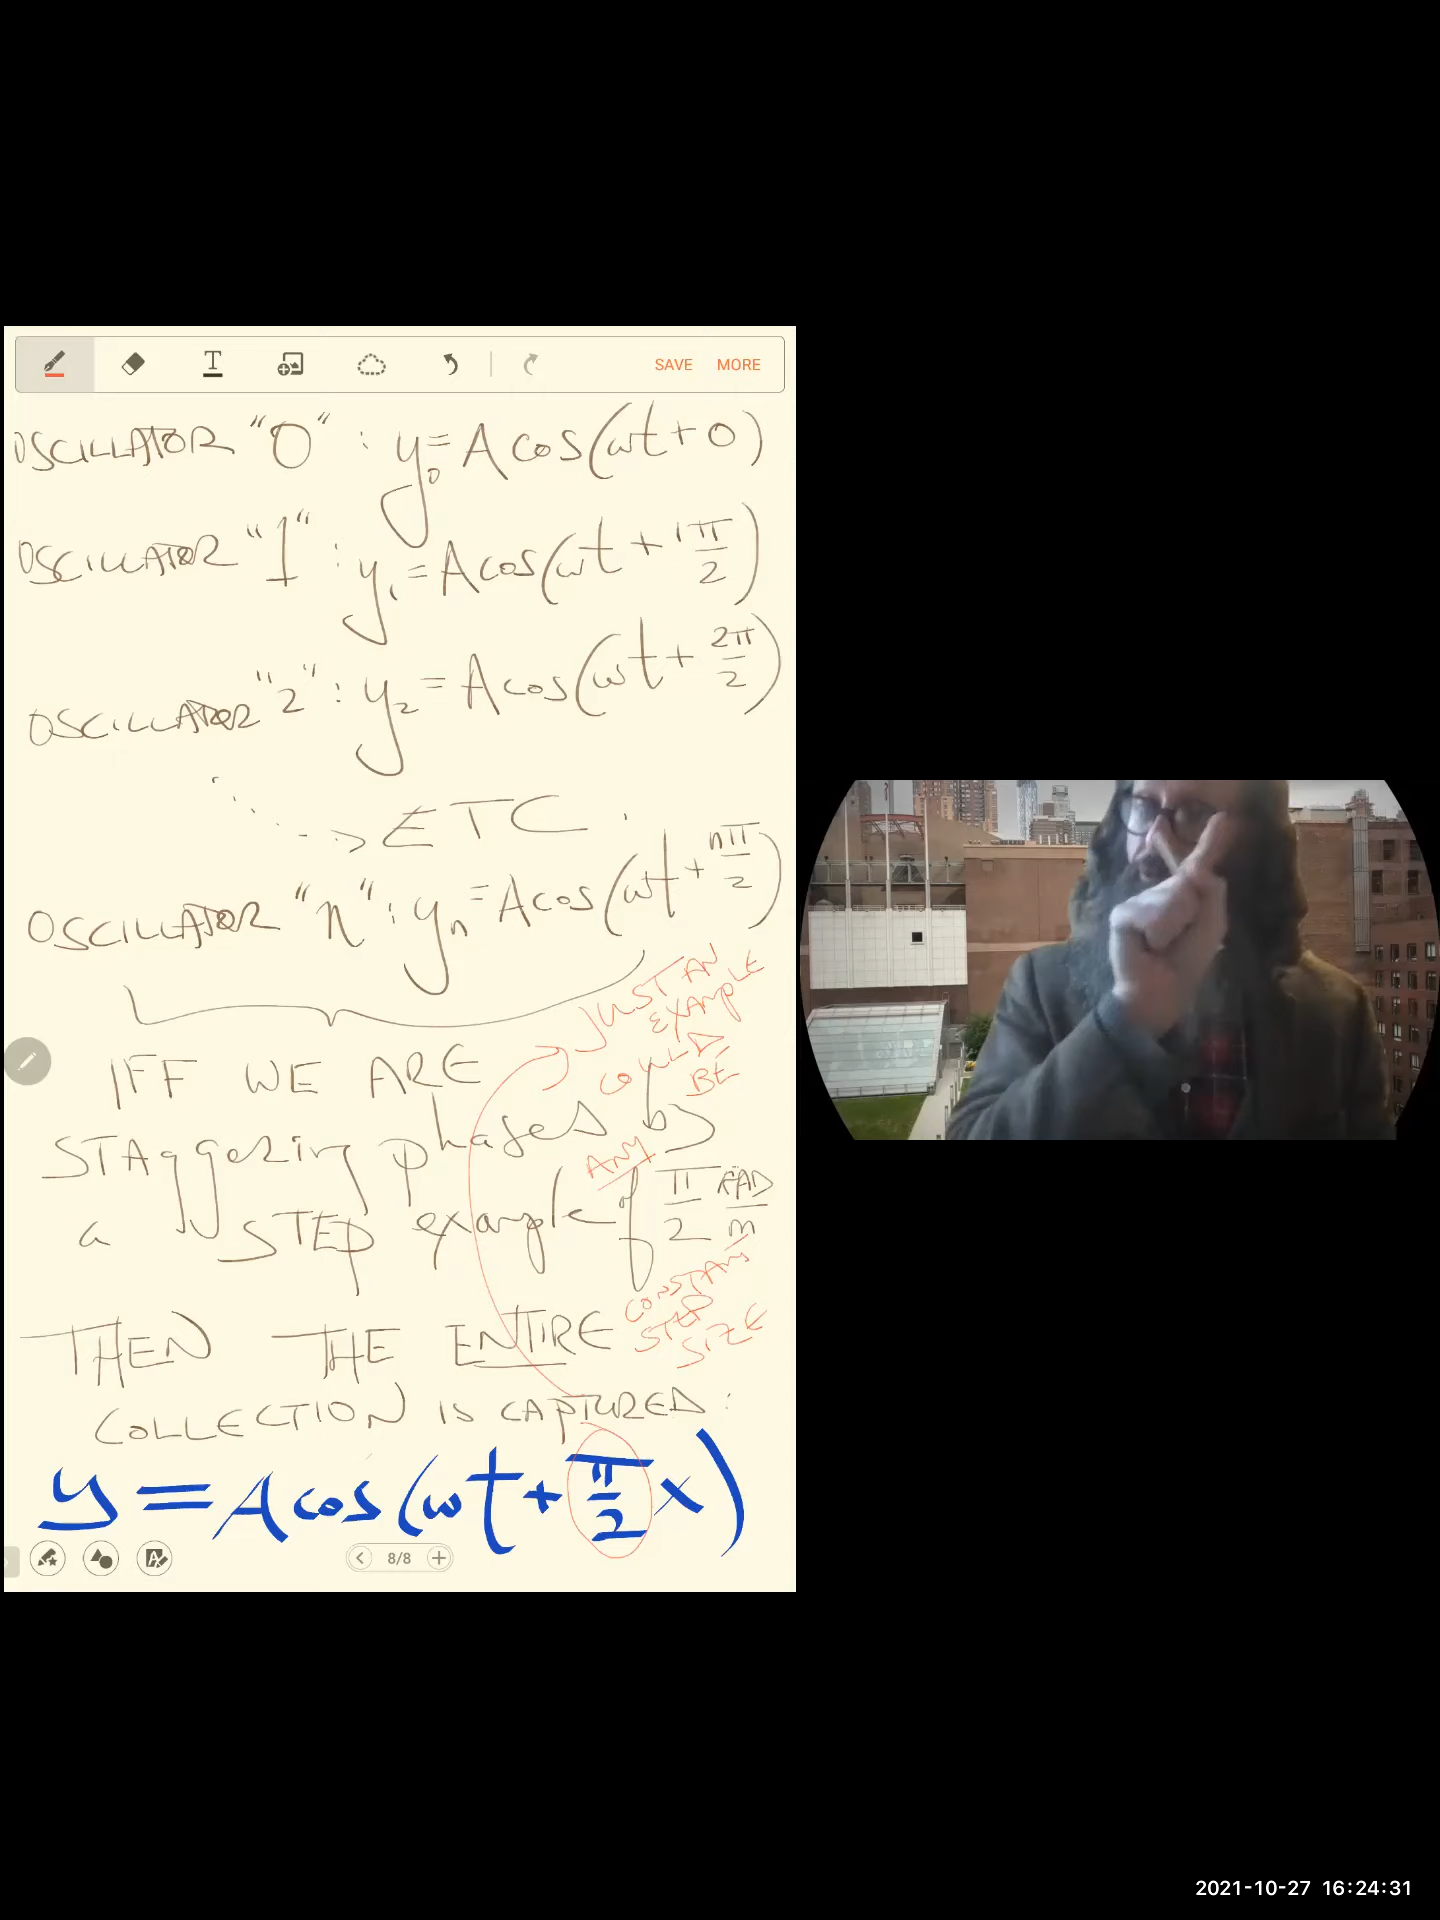 SAVE MORE
OSCILLATOR "0" : y₀ = A cos(ωt + 0)
OSCILLATOR "1" : y₁ = A cos(ωt + 1π/2)
OSCILLATOR "2" : y₂ = A cos(ωt + 2π/2)
ETC.
OSCILLATOR "n" : yₙ = A cos(ωt + nπ/2)
JUST AN
EXAMPLE
COULD
BE
ANY
CONSTANT
STEP
SIZE
IFF WE ARE
STAggering phases by
a STEP example of π/2 RAD/m
THEN THE ENTIRE
COLLECTION IS CAPTURED :
y = A cos(ωt + π/2 x)
8/8
2021-10-27 16:24:31